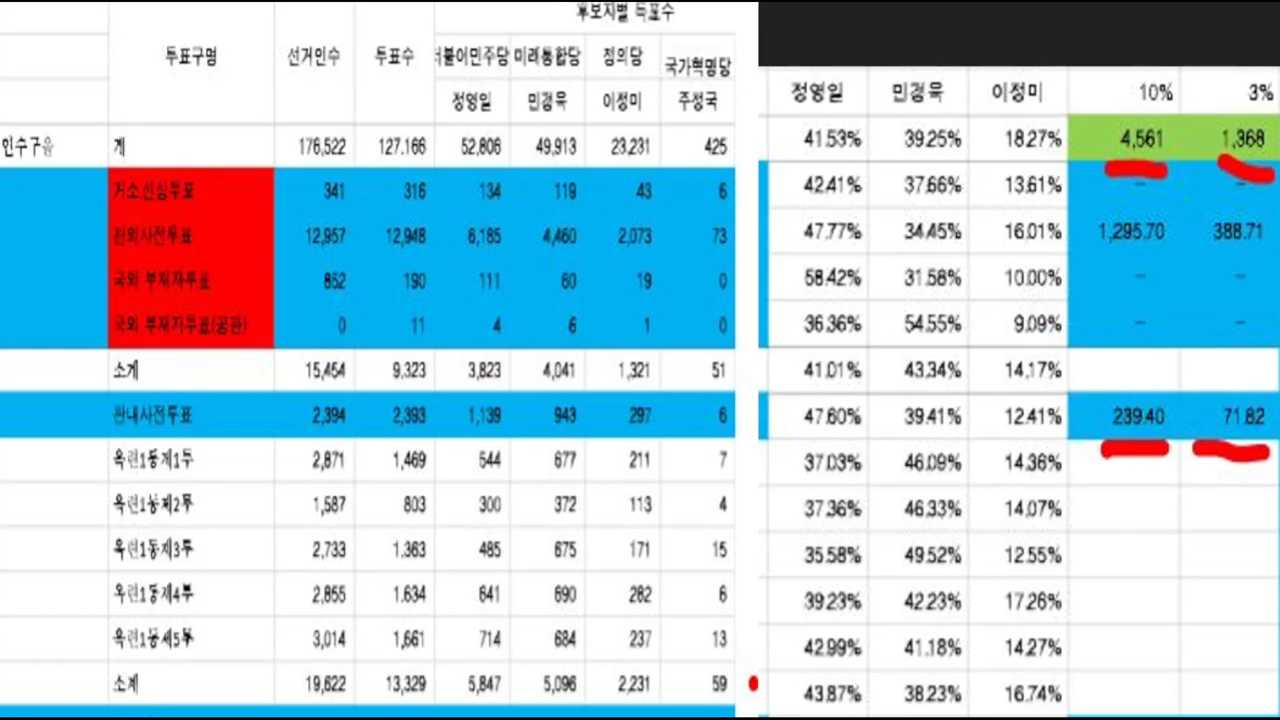 후보자별 득표수
투표구명 선거인수 투표수 더불어민주당 미래통합당 정의당 국가혁명당
정영일 민경욱 이정미 주정국 정영일 민경욱 이정미 10% 3%
인수구을 계 176,522 127.166 52,806 49,913 23,231 425 41.53% 39.25% 18.27% 4,561 1,368
거소.선상투표 341 316 134 119 43 6 42.41% 37.66% 13.61% – –
관외사전투표 12,957 12,948 6,185 4,460 2,073 73 47.77% 34.45% 16.01% 1,295.70 388.71
국외 부재자투표 852 190 111 60 19 0 58.42% 31.58% 10.00% – –
국외 부재자투표(공관) 0 11 4 6 1 0 36.36% 54.55% 9.09% – –
소계 15,454 9,323 3,823 4,041 1,321 51 41.01% 43.34% 14.17%
관내사전투표 2,394 2,393 1,139 943 297 6 47.60% 39.41% 12.41% 239.40 71.82
옥련1동제1투 2,871 1,469 544 677 211 7 37.03% 46.09% 14.36%
옥련1동제2투 1,587 803 300 372 113 4 37.36% 46.33% 14.07%
옥련1동제3투 2,733 1,363 485 675 171 15 35.58% 49.52% 12.55%
옥련1동제4투 2,855 1.634 641 690 282 6 39.23% 42.23% 17.26%
옥련1동제5투 3,014 1,661 714 684 237 13 42.99% 41.18% 14.27%
소계 19,622 13,329 5,847 5,096 2,231 59 43.87% 38.23% 16.74%